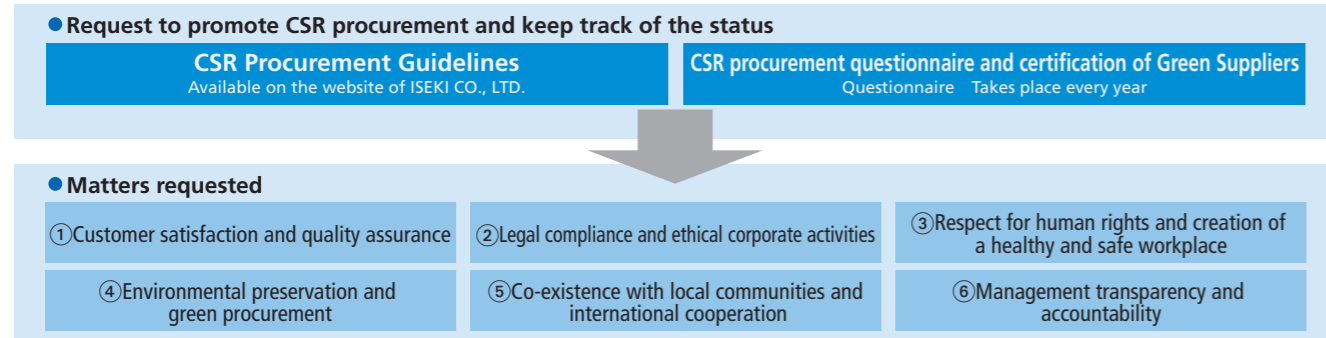 ●Request to promote CSR procurement and keep track of the status
CSR Procurement Guidelines
Available on the website of ISEKI CO., LTD.
CSR procurement questionnaire and certification of Green Suppliers
Questionnaire Takes place every year
●Matters requested
①Customer satisfaction and quality assurance
②Legal compliance and ethical corporate activities
③Respect for human rights and creation of
a healthy and safe workplace
④Environmental preservation and
green procurement
⑤Co-existence with local communities and
international cooperation
⑥Management transparency and
accountability